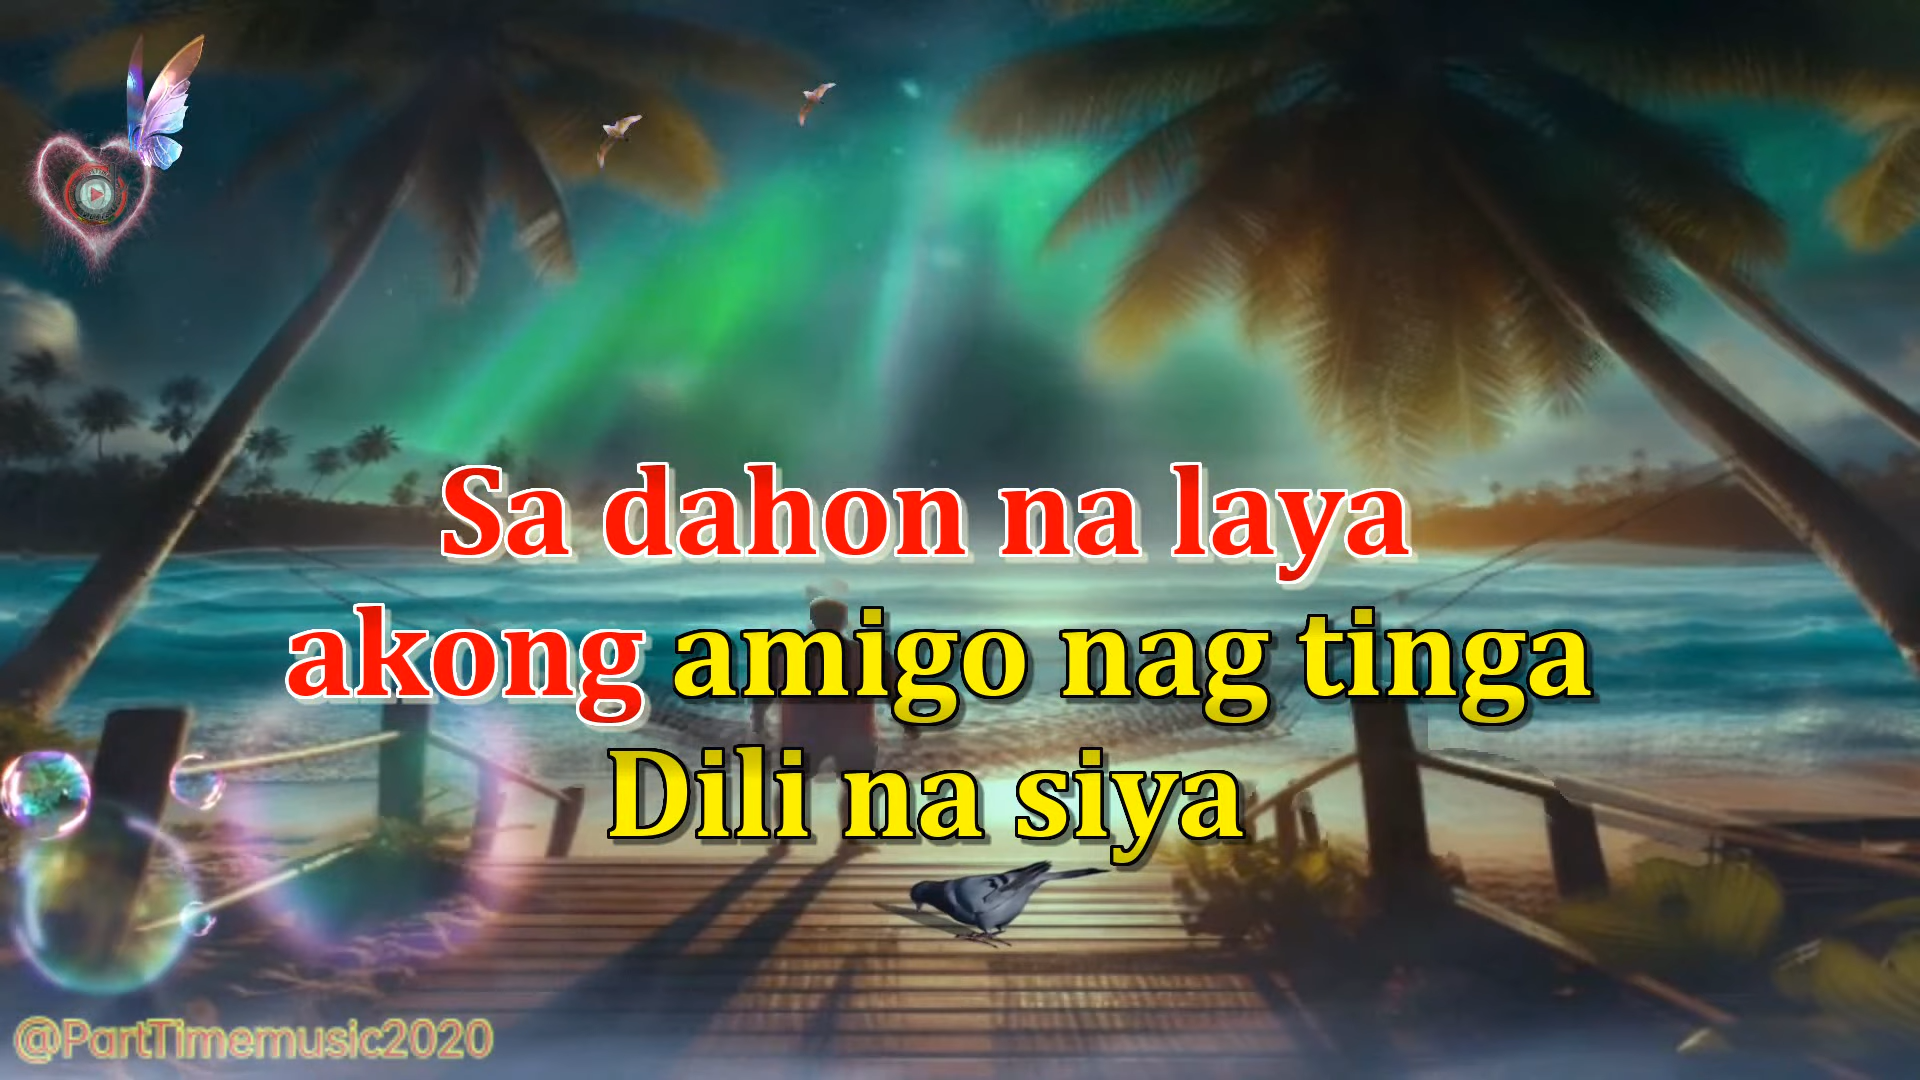 Sa dahon na laya
akong amigo nag tinga
Dili na siya
@PartTimemusic2020